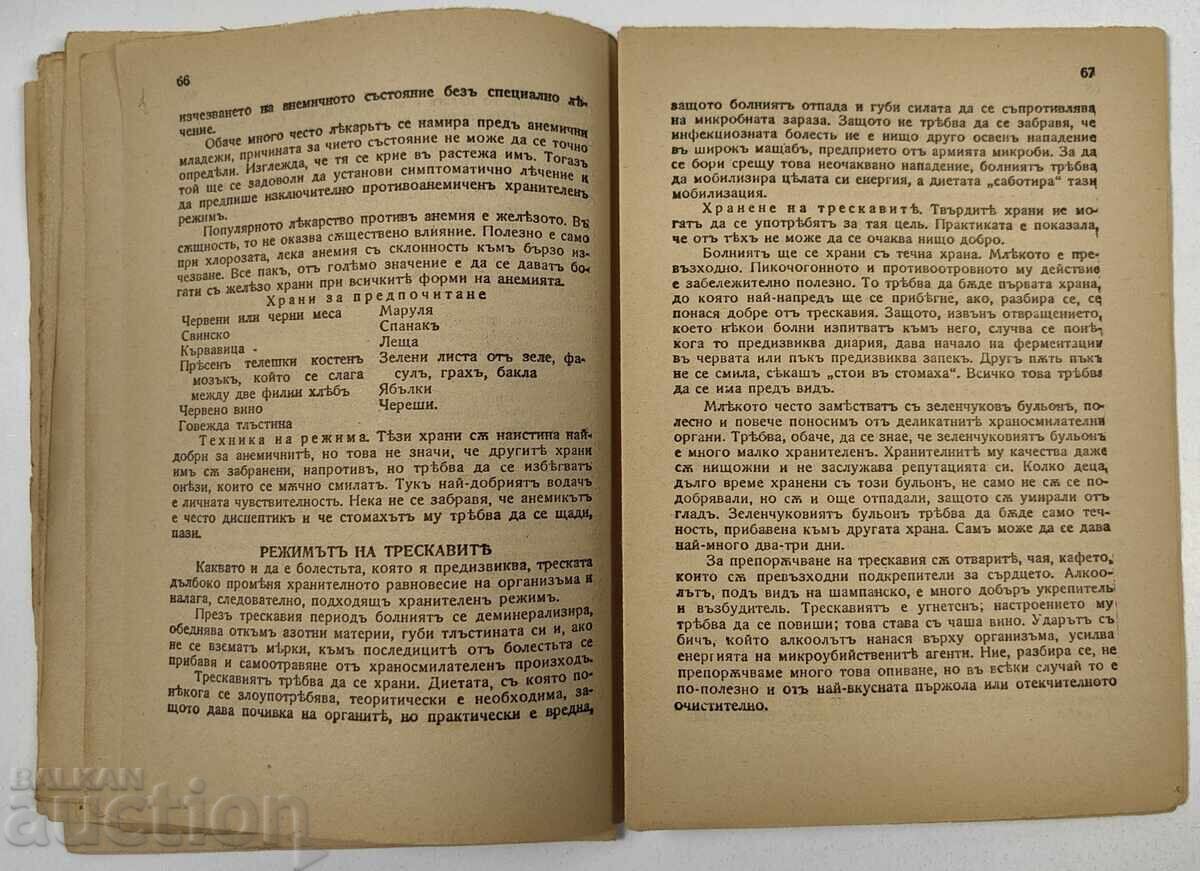 66
изчезването на анемичното състояние безъ специално лѣ-
чение.
Обаче много често лѣкарьтъ се намира предъ анемични
младежи, причината за чието състояние не може да се точно
опредѣли. Изглежда, че тя се крие въ растежа имъ. Тогазъ
той ще се задоволи да установи симптоматично лѣчение и
да предпише изключително противоанемиченъ хранителенъ
режимъ.
Популярното лѣкарство противъ анемия е желѣзото. Въ
сѫщность, то не оказва сѫществено влияние. Полезно е само
при хлорозата, лека анемия съ склонность къмъ бързо из-
чезване. Все пакъ, отъ голѣмо значение е да се даватъ бо-
гати съ желѣзо храни при всичкитѣ форми на анемията.
Храни за предпочитане
Червени или черни меса
Свинско
Кървавица -
Прѣсенъ телешки костенъ
мозъкъ, който се слага
между две филии хлѣбъ
Червено вино
Говежда тлъстина
Маруля
Спанакъ
Леща
Зелени листа отъ зеле, фа-
сулъ, грахъ, бакла
Ябълки
Череши.
Техника на режима. Тѣзи храни сѫ наистина най-
добри за анемичнитѣ, но това не значи, че другитѣ храни
имъ сѫ забранени, напротивъ, но трѣбва да се избѣгватъ
онѣзи, които се мѫчно смилатъ. Тукъ най-добриятъ водачъ
е личната чувствителность. Нека не се забравя, че анемикътъ
е често диспептикъ и че стомахътъ му трѣбва да се щади,
пази.
РЕЖИМЪТЪ НА ТРЕСКАВИТѢ
Каквато и да е болестьта, която я предизвиква, треската
дълбоко промѣня хранителното равновесие на организъма и
налага, следователно, подходящъ хранителенъ режимъ.
Презъ трескавия периодъ болниятъ се деминерализира,
обеднява откъмъ азотни материи, губи тлъстината си и, ако
не се взематъ мѣрки, къмъ последицитѣ отъ болестьта се
прибавя и самоотравяне отъ храносмилателенъ произходъ.
Трескавиятъ трѣбва да се храни. Диетата, съ която по-
нѣкога се злоупотрѣбява, теоритически е необходима, за-
щото дава почивка на органитѣ, но практически е вредна,
67
защото болниятъ отпада и губи силата да се съпротивлява
на микробната зараза. Защото не трѣбва да се забравя, че
инфекциозната болесть не е нищо друго освенъ нападение
въ широкъ мащабъ, предприето отъ армията микроби. За да
се бори срещу това неочаквано нападение, болниятъ трѣбва
да мобилизира цѣлата си енергия, а диетата „саботира“ тази
мобилизация.
Хранене на трескавитѣ. Твърдитѣ храни не мо-
гатъ да се употрѣбятъ за тая цель. Практиката е показала,
че отъ тѣхъ не може да се очаква нищо добро.
Болниятъ ще се храни съ течна храна. Млѣкото е пре-
възходно. Пикочогонното и противоотровното му действие
е забележително полезно. То трѣбва да бѫде първата храна,
до която най-напредъ ще се прибѣгне, ако, разбира се, се
понася добре отъ трескавия. Защото, извънъ отвращението,
което нѣкои болни изпитватъ къмъ него, случва се понѣ-
кога то предизвиква диария, дава начало на ферментации
въ червата или пъкъ предизвиква запекъ. Другъ пѫть пъкъ
не се смила, сѣкашъ „стои въ стомаха“. Всичко това трѣбва
да се има предъ видъ.
Млѣкото често замѣстватъ съ зеленчуковъ бульонъ, по-
лесно и повече поносимъ отъ деликатнитѣ храносмилателни
органи. Трѣбва, обаче, да се знае, че зеленчуковиятъ бульонъ
е много малко хранителенъ. Хранителнитѣ му качества даже
сѫ нищожни и не заслужава репутацията си. Колко деца,
дълго време хранени съ този бульонъ, не само не сѫ се по-
добрявали, но сѫ и още отпадали, защото сѫ умирали отъ
гладъ. Зеленчуковиятъ бульонъ трѣбва да бѫде само теч-
ность, прибавена къмъ другата храна. Самъ може да се дава
най-много два-три дни.
За препорѫчване на трескавия сѫ отваритѣ, чая, кафето,
които сѫ превъзходни подкрепители за сърдцето. Алкоо-
лътъ, подъ видъ на шампанско, е много добъръ укрепитель
и възбудитель. Трескавиятъ е угнетенъ; настроението му
трѣбва да се повиши; това става съ чаша вино. Ударътъ съ
бичъ, който алкоолътъ нанася върху организъма, усилва
енергията на микроубийственитѣ агенти. Ние, разбира се, не
препорѫчваме много това опиване, но въ всѣки случай то е
по-полезно и отъ най-вкусната пържола или отекчителното
очистително.
BALKAN
auction